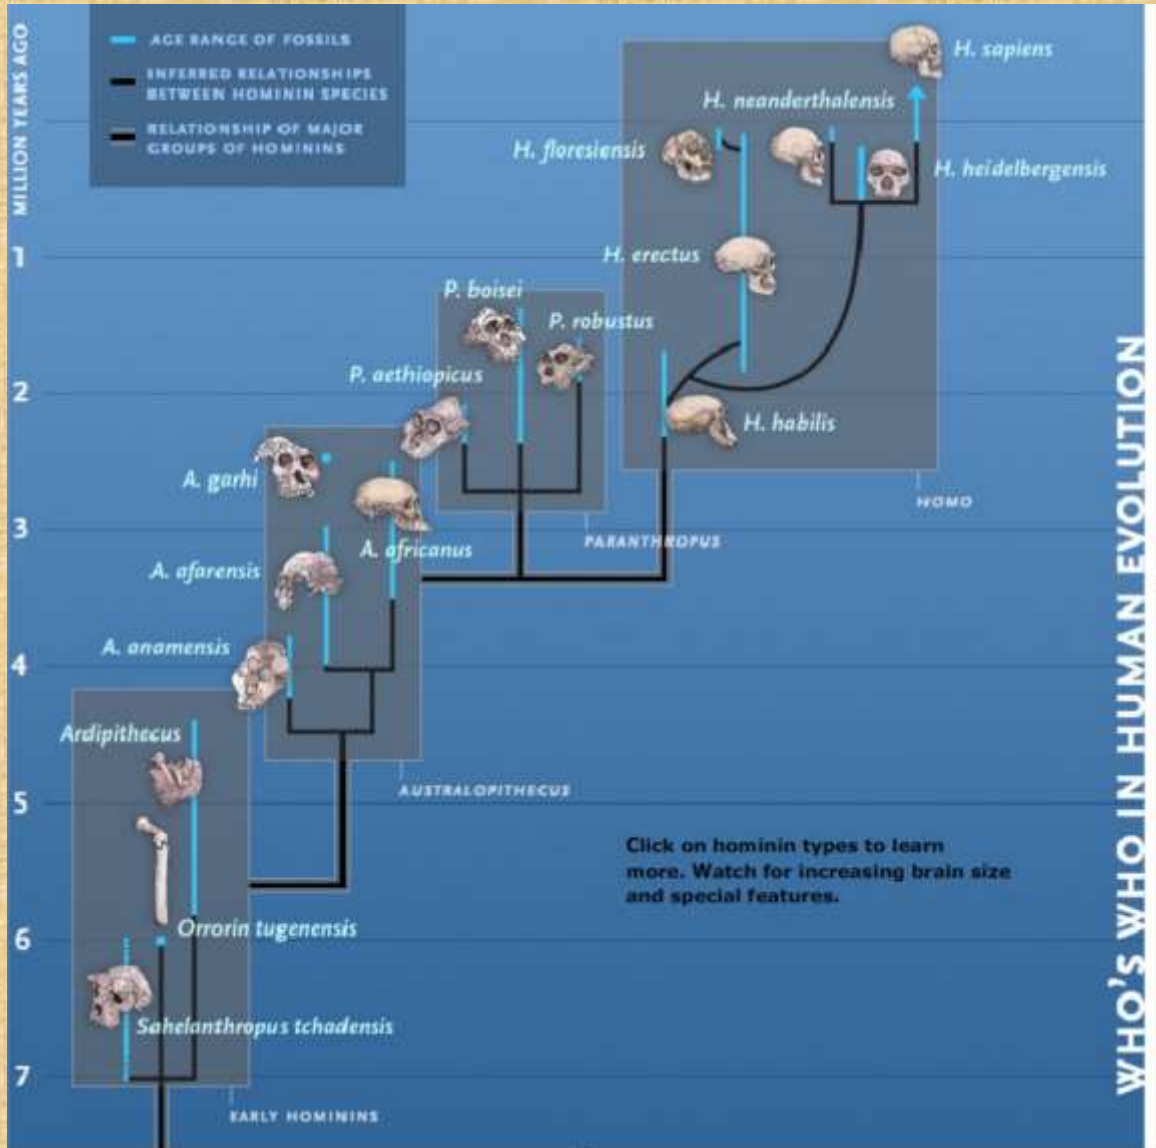 MILLION YEARS AGO
AGE RANGE OF FOSSILS
INFERRED RELATIONSHIPS
BETWEEN HOMININ SPECIES
RELATIONSHIP OF MAJOR
GROUPS OF HOMININS
H. sapiens
H. neanderthalensis
H. floresiensis
H. heidelbergensis
1
H. erectus
P. boisei
P. robustus
P. aethiopicus
2
H. habilis
A. garhi
HOMO
3
PARANTHROPUS
A. africanus
A. afarensis
A. anamensis
4
Ardipithecus
AUSTRALOPITHECUS
5
Click on hominin types to learn
more. Watch for increasing brain size
and special features.
Orrorin tugenensis
6
Sahelanthropus tchadensis
7
EARLY HOMININS
WHO'S WHO IN HUMAN EVOLUTION